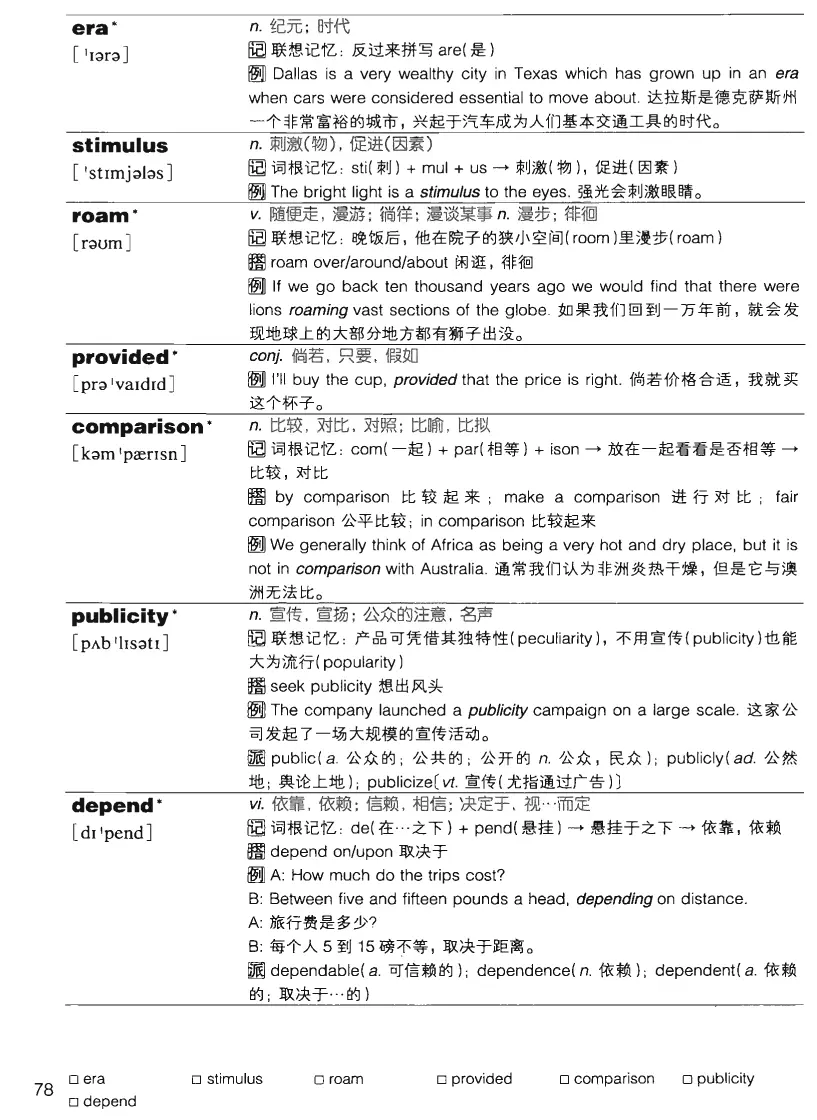 era*
n. 纪元; 时代
[ˈɪərə]
记 联想记忆: 反过来拼写 are(是)
例 Dallas is a very wealthy city in Texas which has grown up in an era
when cars were considered essential to move about. 达拉斯是德克萨斯州
一个非常富裕的城市, 兴起于汽车成为人们基本交通工具的时代。
stimulus
n. 刺激(物), 促进(因素)
[ˈstɪmjələs]
记 词根记忆: sti(刺) + mul + us → 刺激(物), 促进(因素)
例 The bright light is a stimulus to the eyes. 强光会刺激眼睛。
roam*
v. 随便走, 漫游; 徜徉; 漫谈某事 n. 漫步; 徘徊
[rəʊm]
记 联想记忆: 晚饭后, 他在院子的狭小空间(room)里漫步(roam)
搭 roam over/around/about 闲逛, 徘徊
例 If we go back ten thousand years ago we would find that there were
lions roaming vast sections of the globe. 如果我们回到一万年前, 就会发
现地球上的大部分地方都有狮子出没。
provided*
conj. 倘若, 只要, 假如
[prəˈvaɪdɪd]
例 I'll buy the cup, provided that the price is right. 倘若价格合适, 我就买
这个杯子。
comparison*
n. 比较, 对比, 对照; 比喻, 比拟
[kəmˈpærɪsn]
记 词根记忆: com(一起) + par(相等) + ison → 放在一起看看是否相等 →
比较, 对比
搭 by comparison 比较起来; make a comparison 进行对比; fair
comparison 公平比较; in comparison 比较起来
例 We generally think of Africa as being a very hot and dry place, but it is
not in comparison with Australia. 通常我们认为非洲炎热干燥, 但是它与澳
洲无法比。
publicity*
n. 宣传, 宣扬; 公众的注意, 名声
[pʌbˈlɪsətɪ]
记 联想记忆: 产品可凭借其独特性(peculiarity), 不用宣传(publicity)也能
大为流行(popularity)
搭 seek publicity 想出风头
例 The company launched a publicity campaign on a large scale. 这家公
司发起了一场大规模的宣传活动。
派 public(a. 公众的; 公共的; 公开的 n. 公众, 民众); publicly(ad. 公然
地; 舆论上地); publicize[vt. 宣传(尤指通过广告)]
depend*
vi. 依靠, 依赖; 信赖, 相信; 决定于, 视…而定
[dɪˈpend]
记 词根记忆: de(在…之下) + pend(悬挂) → 悬挂于之下 → 依靠, 依赖
搭 depend on/upon 取决于
例 A: How much do the trips cost?
B: Between five and fifteen pounds a head, depending on distance.
A: 旅行费是多少?
B: 每个人 5 到 15 磅不等, 取决于距离。
派 dependable(a. 可信赖的); dependence(n. 依赖); dependent(a. 依赖
的; 取决于…的)
78
□ era □ stimulus □ roam □ provided □ comparison □ publicity
□ depend